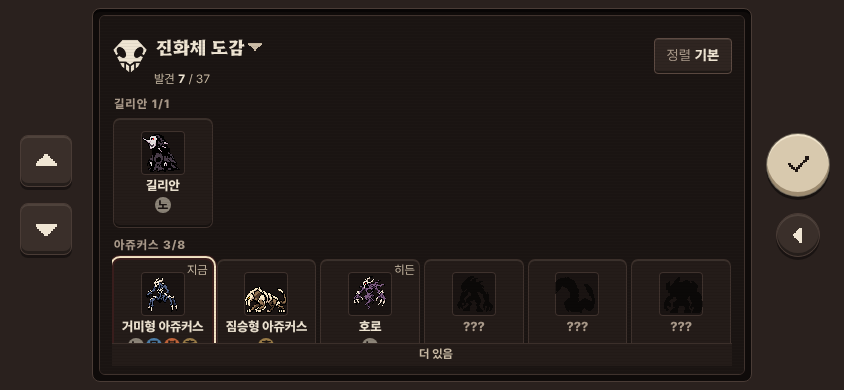 진화체 도감
발견 7 / 37
정렬 기본
길리안 1/1
길리안
노
아쥬커스 3/8
지금
거미형 아쥬커스
짐승형 아쥬커스
히든
호로
???
???
???
더 있음